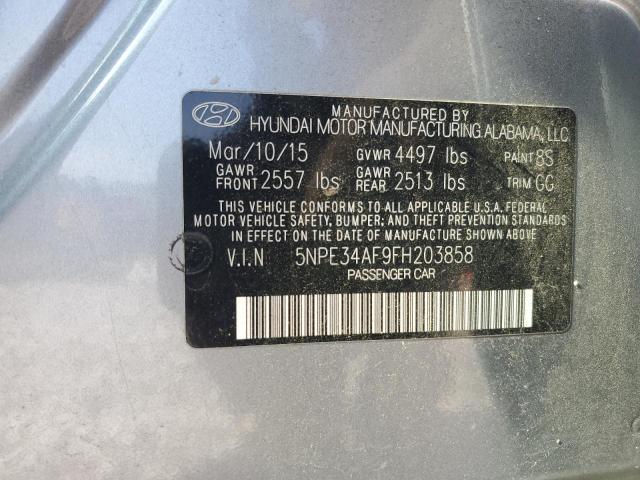 MANUFACTURED BY
HYUNDAI MOTOR MANUFACTURING ALABAMA, LLC
Mar/10/15 GVWR 4497 lbs PAINT 8S
GAWR FRONT 2557 lbs GAWR REAR 2513 lbs TRIM GG
THIS VEHICLE CONFORMS TO ALL APPLICABLE U.S.A. FEDERAL
MOTOR VEHICLE SAFETY, BUMPER; AND THEFT PREVENTION STANDARDS
IN EFFECT ON THE DATE OF MANUFACTURE SHOWN ABOVE.
V.I.N 5NPE34AF9FH203858
PASSENGER CAR